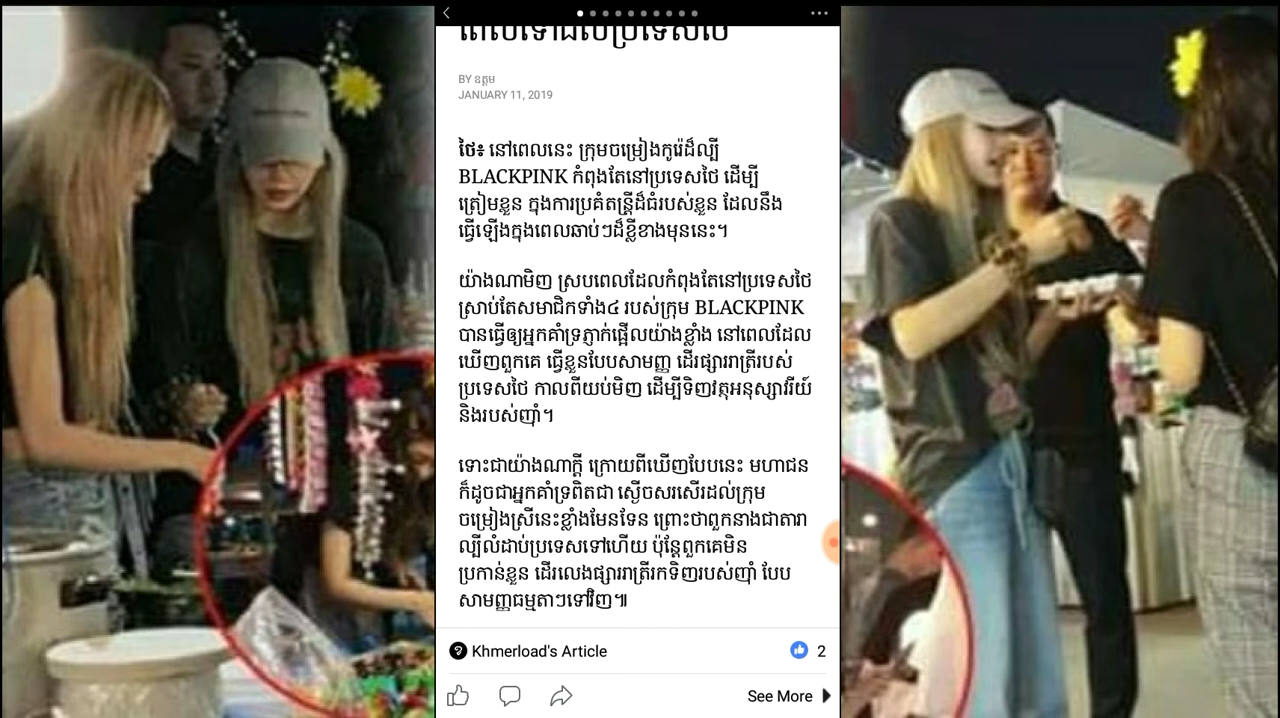 BY ឧត្តម
JANUARY 11, 2019
ថៃ៖ នៅពេលនេះ ក្រុមចម្រៀងកូរ៉េដ៏ល្បី
BLACKPINK កំពុងតែនៅប្រទេសថៃ ដើម្បី
ត្រៀមខ្លួន ក្នុងការប្រគំតន្ត្រីដ៏ធំរបស់ខ្លួន ដែលនឹង
ធ្វើឡើងក្នុងពេលឆាប់ៗដ៏ខ្លីខាងមុននេះ។
យ៉ាងណាមិញ ស្របពេលដែលកំពុងតែនៅប្រទេសថៃ
ស្រាប់តែសមាជិកទាំង៤ របស់ក្រុម BLACKPINK
បានធ្វើឲ្យអ្នកគាំទ្រភ្ញាក់ផ្អើលយ៉ាងខ្លាំង នៅពេលដែល
ឃើញពួកគេ ធ្វើខ្លួនបែបសាមញ្ញ ដើរផ្សាររាត្រីរបស់
ប្រទេសថៃ កាលពីយប់មិញ ដើម្បីទិញវត្ថុអនុស្សាវរីយ៍
និងរបស់ញ៉ាំ។
ទោះជាយ៉ាងណាក្តី ក្រោយពីឃើញបែបនេះ មហាជន
ក៏ដូចជាអ្នកគាំទ្រពិតជា ស្ងើចសរសើរដល់ក្រុម
ចម្រៀងស្រីនេះខ្លាំងមែនទែន ព្រោះថាពួកនាងជាតារា
ល្បីលំដាប់ប្រទេសទៅហើយ ប៉ុន្តែពួកគេមិន
ប្រកាន់ខ្លួន ដើរលេងផ្សាររាត្រីរកទិញរបស់ញ៉ាំ បែប
សាមញ្ញធម្មតាៗទៅវិញ៕
Khmerload's Article
2
See More